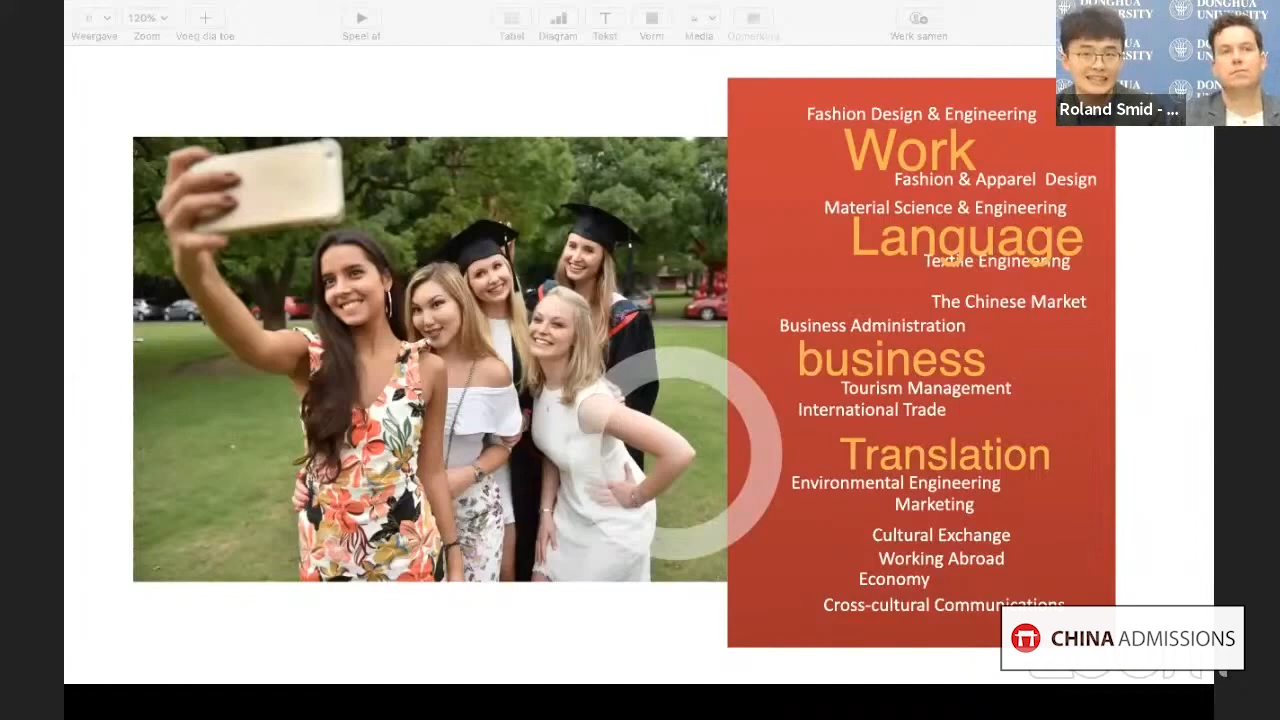 120%
Weergave
Zoom
Voeg dia toe
Speel af
Tabel
Diagram
Tekst
Vorm
Media
Opmerking
Werk samen
DONGHUA
UNIVERSITY
Roland Smid - ...
Fashion Design & Engineering
Work
Fashion & Apparel Design
Material Science & Engineering
Language
Textile Engineering
The Chinese Market
Business Administration
business
Tourism Management
International Trade
Translation
Environmental Engineering
Marketing
Cultural Exchange
Working Abroad
Economy
Cross-cultural Communications
CHINA ADMISSIONS